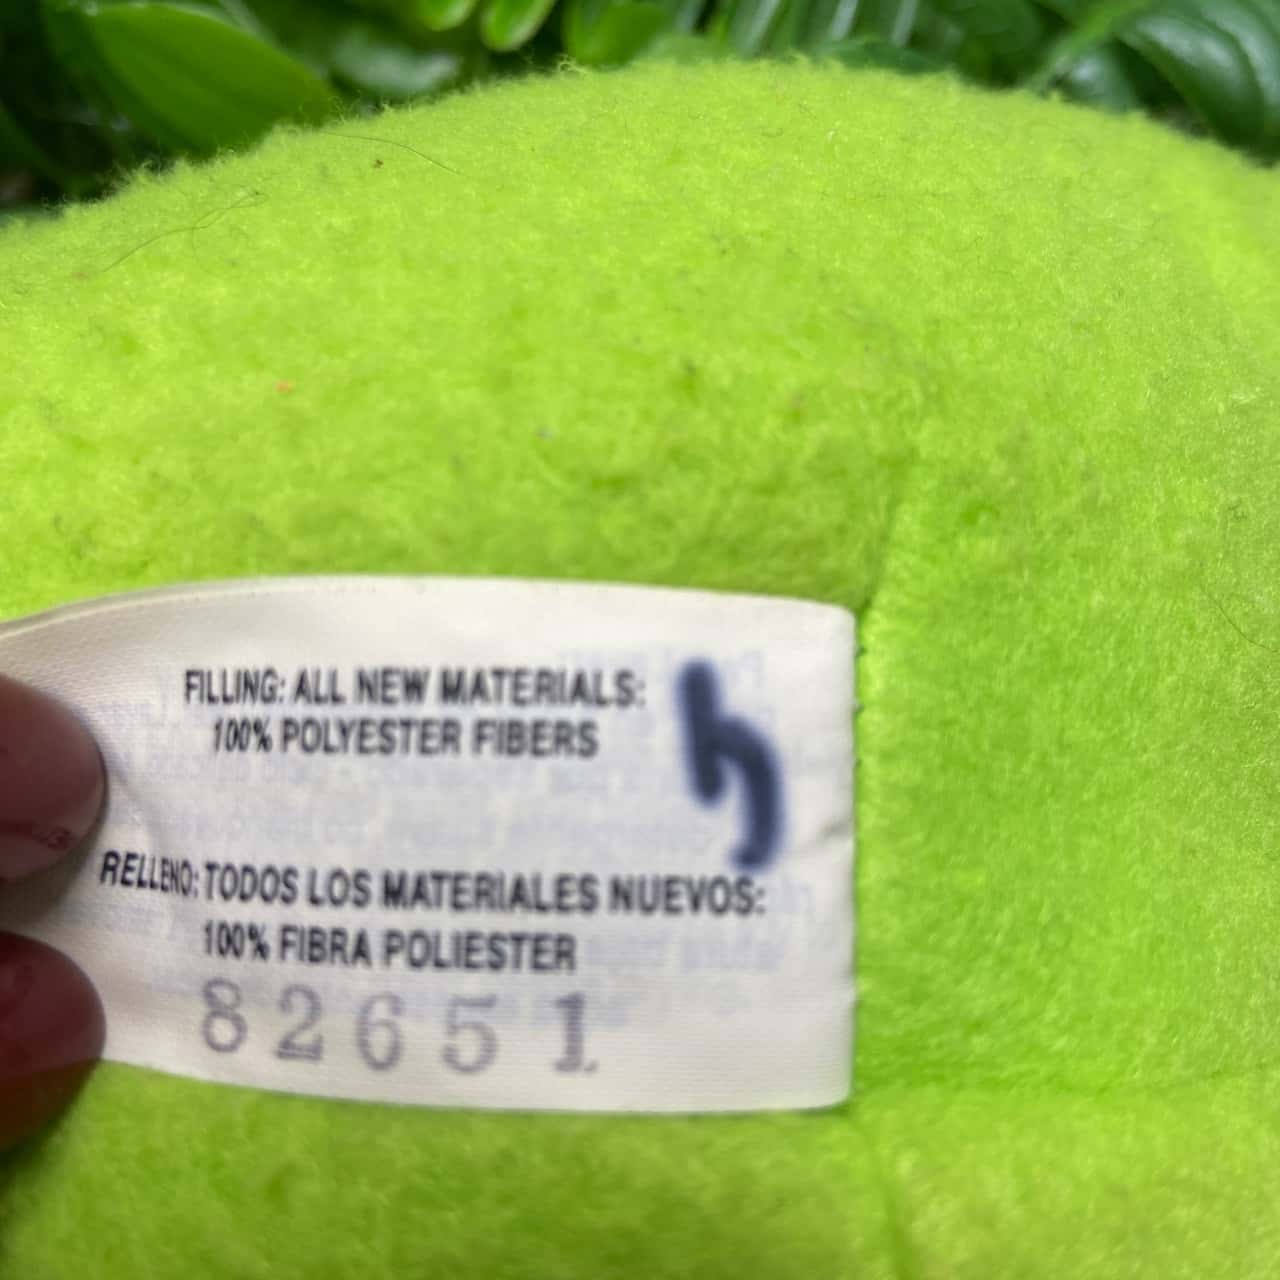 FILLING: ALL NEW MATERIALS:
100% POLYESTER FIBERS
RELLENO: TODOS LOS MATERIALES NUEVOS:
100% FIBRA POLIESTER
82651